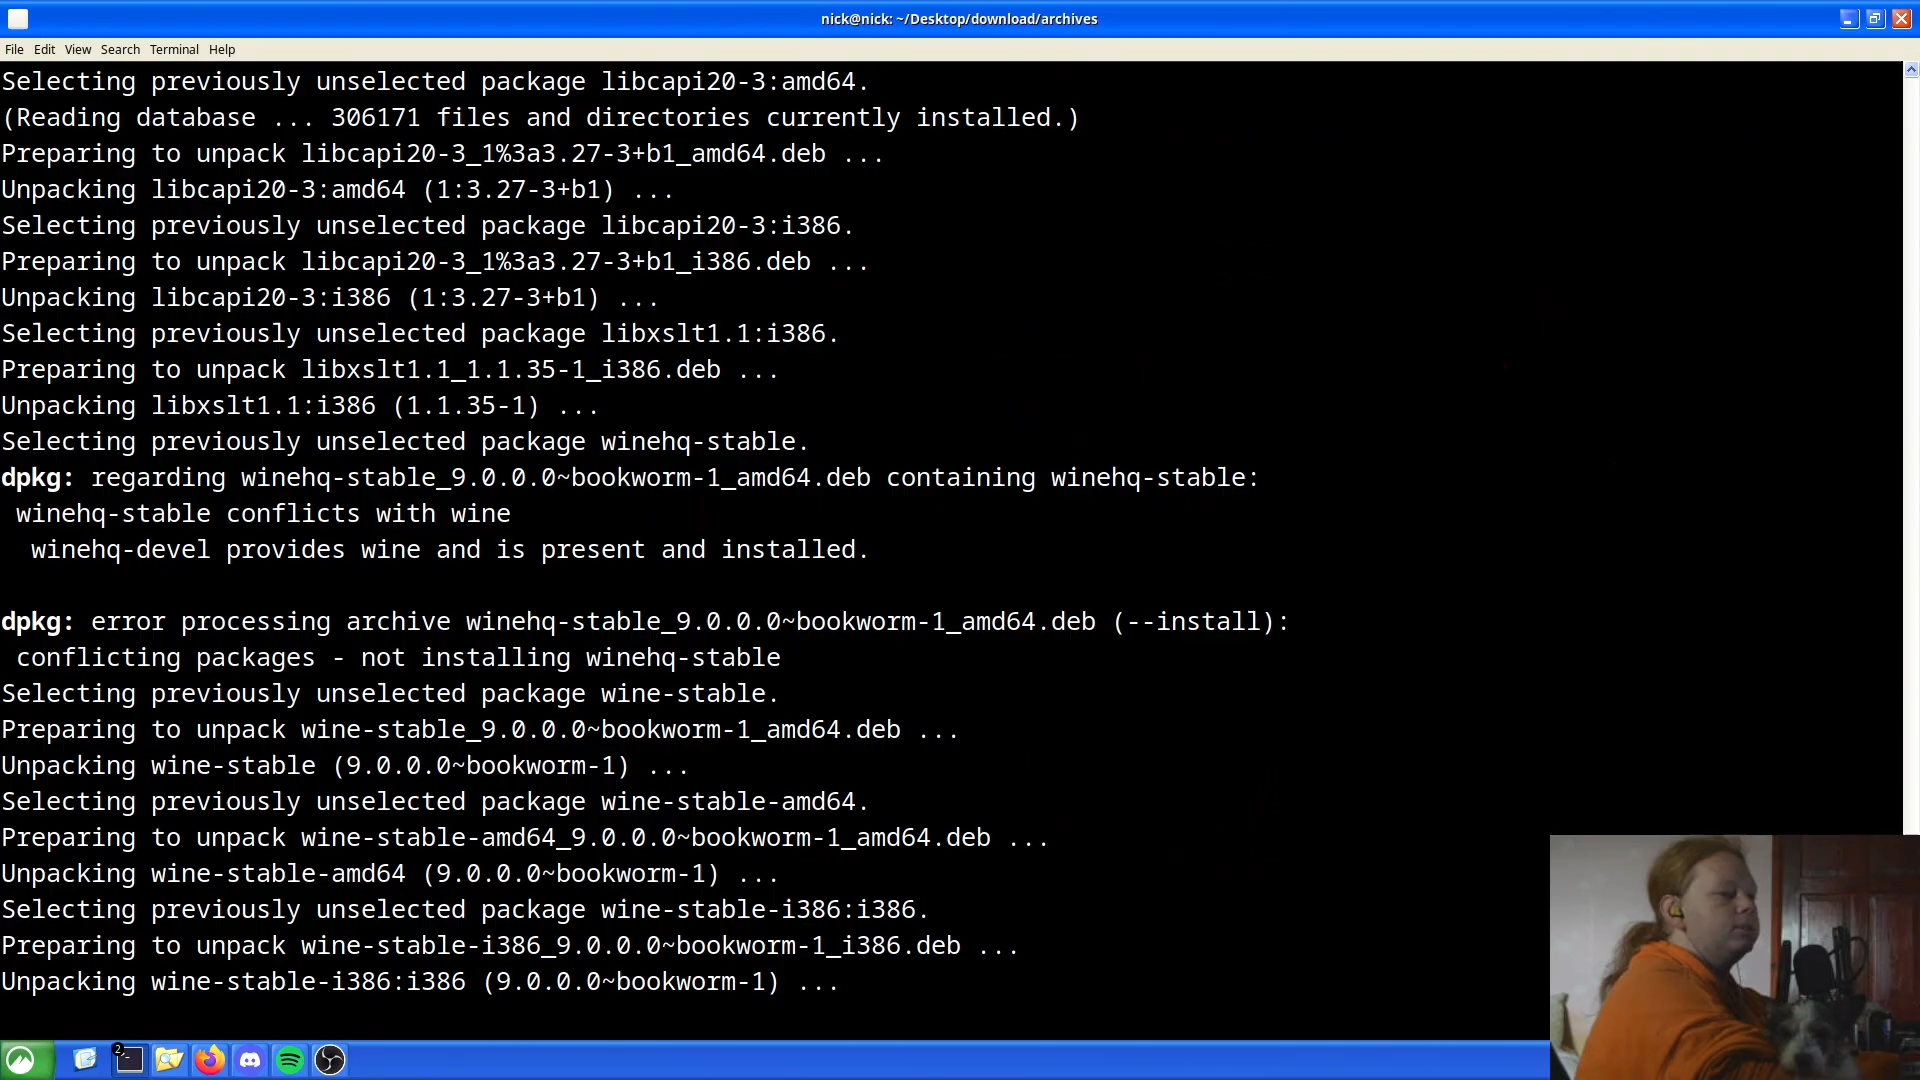 nick@nick: ~/Desktop/download/archives
File Edit View Search Terminal Help
Selecting previously unselected package libcapi20-3:amd64.
(Reading database ... 306171 files and directories currently installed.)
Preparing to unpack libcapi20-3_1%3a3.27-3+b1_amd64.deb ...
Unpacking libcapi20-3:amd64 (1:3.27-3+b1) ...
Selecting previously unselected package libcapi20-3:i386.
Preparing to unpack libcapi20-3_1%3a3.27-3+b1_i386.deb ...
Unpacking libcapi20-3:i386 (1:3.27-3+b1) ...
Selecting previously unselected package libxslt1.1:i386.
Preparing to unpack libxslt1.1_1.1.35-1_i386.deb ...
Unpacking libxslt1.1:i386 (1.1.35-1) ...
Selecting previously unselected package winehq-stable.
dpkg: regarding winehq-stable_9.0.0.0~bookworm-1_amd64.deb containing winehq-stable:
winehq-stable conflicts with wine
winehq-devel provides wine and is present and installed.
dpkg: error processing archive winehq-stable_9.0.0.0~bookworm-1_amd64.deb (--install):
conflicting packages - not installing winehq-stable
Selecting previously unselected package wine-stable.
Preparing to unpack wine-stable_9.0.0.0~bookworm-1_amd64.deb ...
Unpacking wine-stable (9.0.0.0~bookworm-1) ...
Selecting previously unselected package wine-stable-amd64.
Preparing to unpack wine-stable-amd64_9.0.0.0~bookworm-1_amd64.deb ...
Unpacking wine-stable-amd64 (9.0.0.0~bookworm-1) ...
Selecting previously unselected package wine-stable-i386:i386.
Preparing to unpack wine-stable-i386_9.0.0.0~bookworm-1_i386.deb ...
Unpacking wine-stable-i386:i386 (9.0.0.0~bookworm-1) ...
2